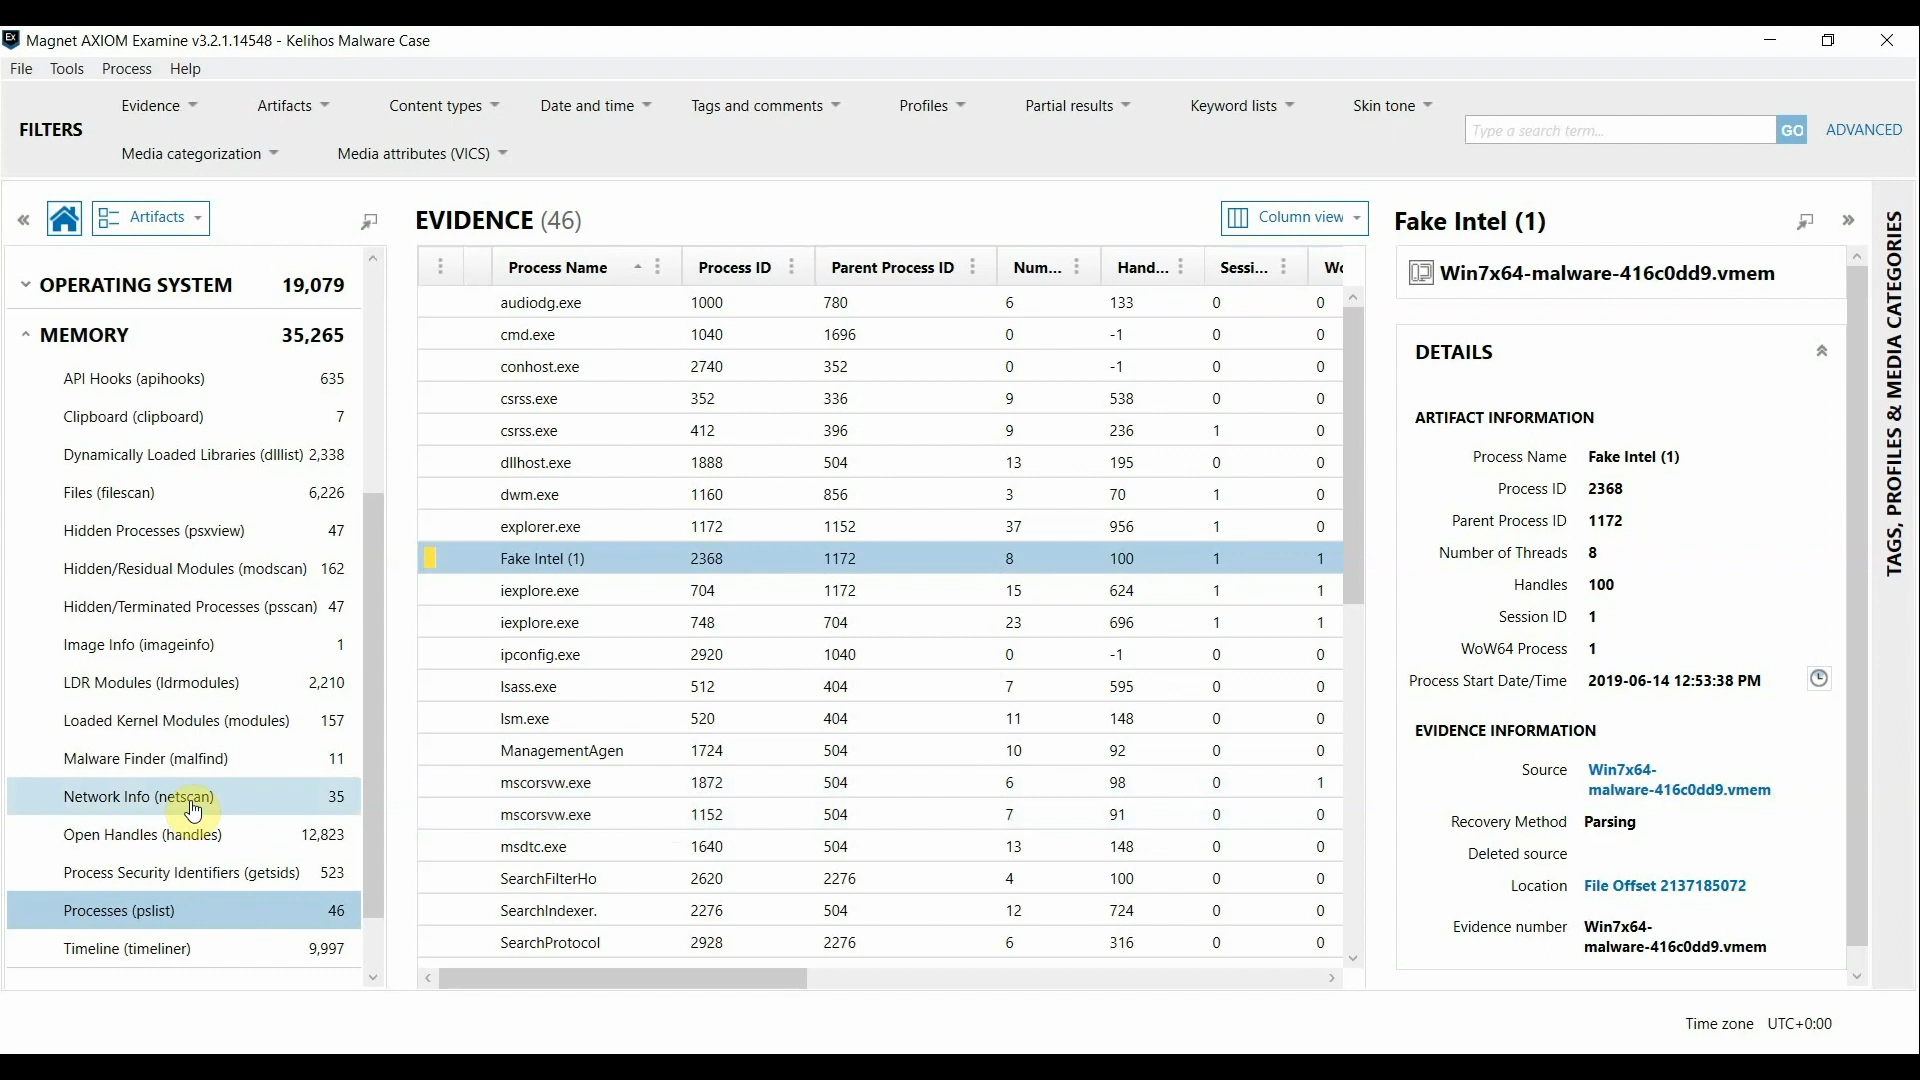 Magnet AXIOM Examine v3.2.1.14548 - Kelihos Malware Case
File Tools Process Help
FILTERS
Evidence Artifacts Content types Date and time Tags and comments Profiles Partial results Keyword lists Skin tone
Media categorization Media attributes (VICS)
Type a search term... GO ADVANCED
Artifacts
OPERATING SYSTEM 19,079
MEMORY 35,265
API Hooks (apihooks) 635
Clipboard (clipboard) 7
Dynamically Loaded Libraries (dlllist) 2,338
Files (filescan) 6,226
Hidden Processes (psxview) 47
Hidden/Residual Modules (modscan) 162
Hidden/Terminated Processes (psscan) 47
Image Info (imageinfo) 1
LDR Modules (ldrmodules) 2,210
Loaded Kernel Modules (modules) 157
Malware Finder (malfind) 11
Network Info (netscan) 35
Open Handles (handles) 12,823
Process Security Identifiers (getsids) 523
Processes (pslist) 46
Timeline (timeliner) 9,997
EVIDENCE (46)
Column view
Process Name Process ID Parent Process ID Num... Hand... Sessi... Wo
audiodg.exe 1000 780 6 133 0 0
cmd.exe 1040 1696 0 -1 0 0
conhost.exe 2740 352 0 -1 0 0
csrss.exe 352 336 9 538 0 0
csrss.exe 412 396 9 236 1 0
dllhost.exe 1888 504 13 195 0 0
dwm.exe 1160 856 3 70 1 0
explorer.exe 1172 1152 37 956 1 0
Fake Intel (1) 2368 1172 8 100 1 1
iexplore.exe 704 1172 15 624 1 1
iexplore.exe 748 704 23 696 1 1
ipconfig.exe 2920 1040 0 -1 0 0
lsass.exe 512 404 7 595 0 0
lsm.exe 520 404 11 148 0 0
ManagementAgen 1724 504 10 92 0 0
mscorsvw.exe 1872 504 6 98 0 1
mscorsvw.exe 1152 504 7 91 0 0
msdtc.exe 1640 504 13 148 0 0
SearchFilterHo 2620 2276 4 100 0 0
SearchIndexer. 2276 504 12 724 0 0
SearchProtocol 2928 2276 6 316 0 0
Fake Intel (1)
Win7x64-malware-416c0dd9.vmem
DETAILS
ARTIFACT INFORMATION
Process Name Fake Intel (1)
Process ID 2368
Parent Process ID 1172
Number of Threads 8
Handles 100
Session ID 1
WoW64 Process 1
Process Start Date/Time 2019-06-14 12:53:38 PM
EVIDENCE INFORMATION
Source Win7x64-
malware-416c0dd9.vmem
Recovery Method Parsing
Deleted source
Location File Offset 2137185072
Evidence number Win7x64-
malware-416c0dd9.vmem
TAGS, PROFILES & MEDIA CATEGORIES
Time zone UTC+0:00